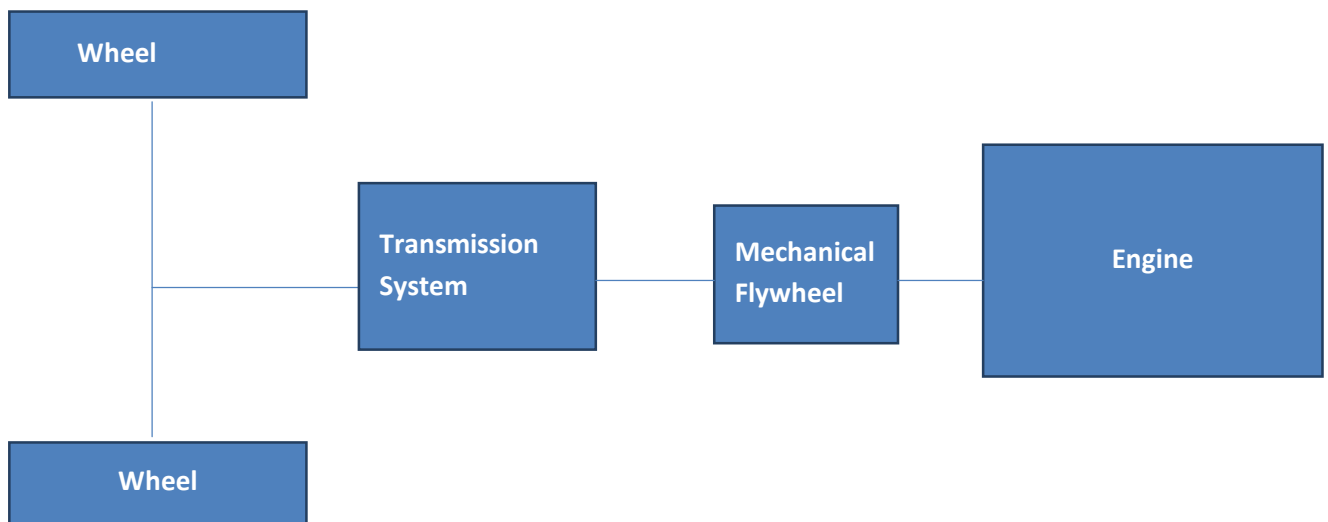 Wheel
Transmission
System
Mechanical
Flywheel
Engine
Wheel